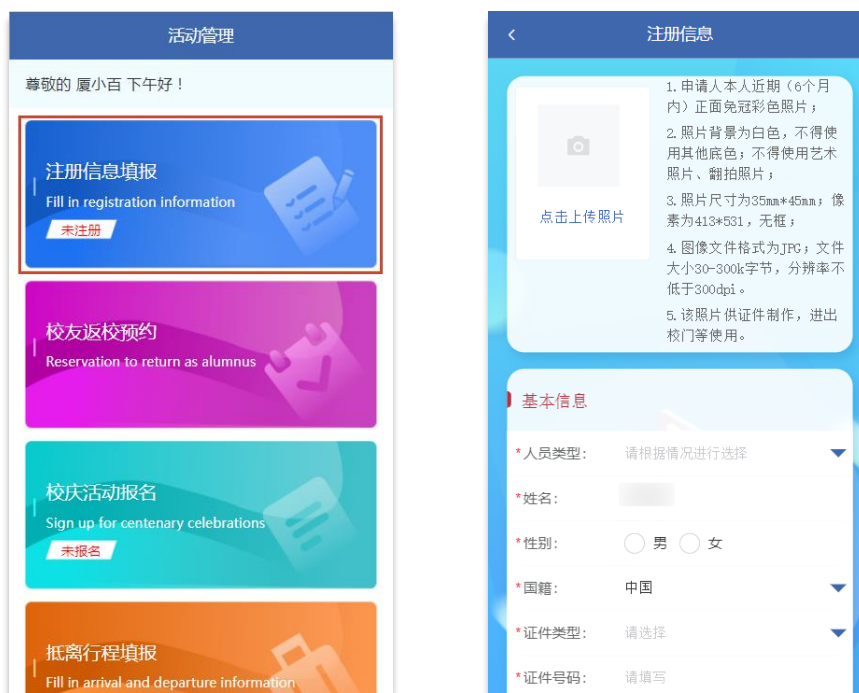 活动管理
尊敬的 厦小百 下午好！
注册信息填报
Fill in registration information
未注册
校友返校预约
Reservation to return as alumnus
校庆活动报名
Sign up for centenary celebrations
未报名
抵离行程填报
Fill in arrival and departure information
注册信息
点击上传照片
1.申请人本人近期（6个月
内）正面免冠彩色照片；
2.照片背景为白色，不得使
用其他底色；不得使用艺术
照片、翻拍照片；
3.照片尺寸为35mm*45mm；像
素为413*531，无框；
4.图像文件格式为JPG；文件
大小30-300k字节，分辨率不
低于300dpi。
5.该照片供证件制作，进出
校门等使用。
基本信息
*人员类型： 请根据情况进行选择
*姓名：
*性别： 男 女
*国籍： 中国
*证件类型： 请选择
*证件号码： 请填写